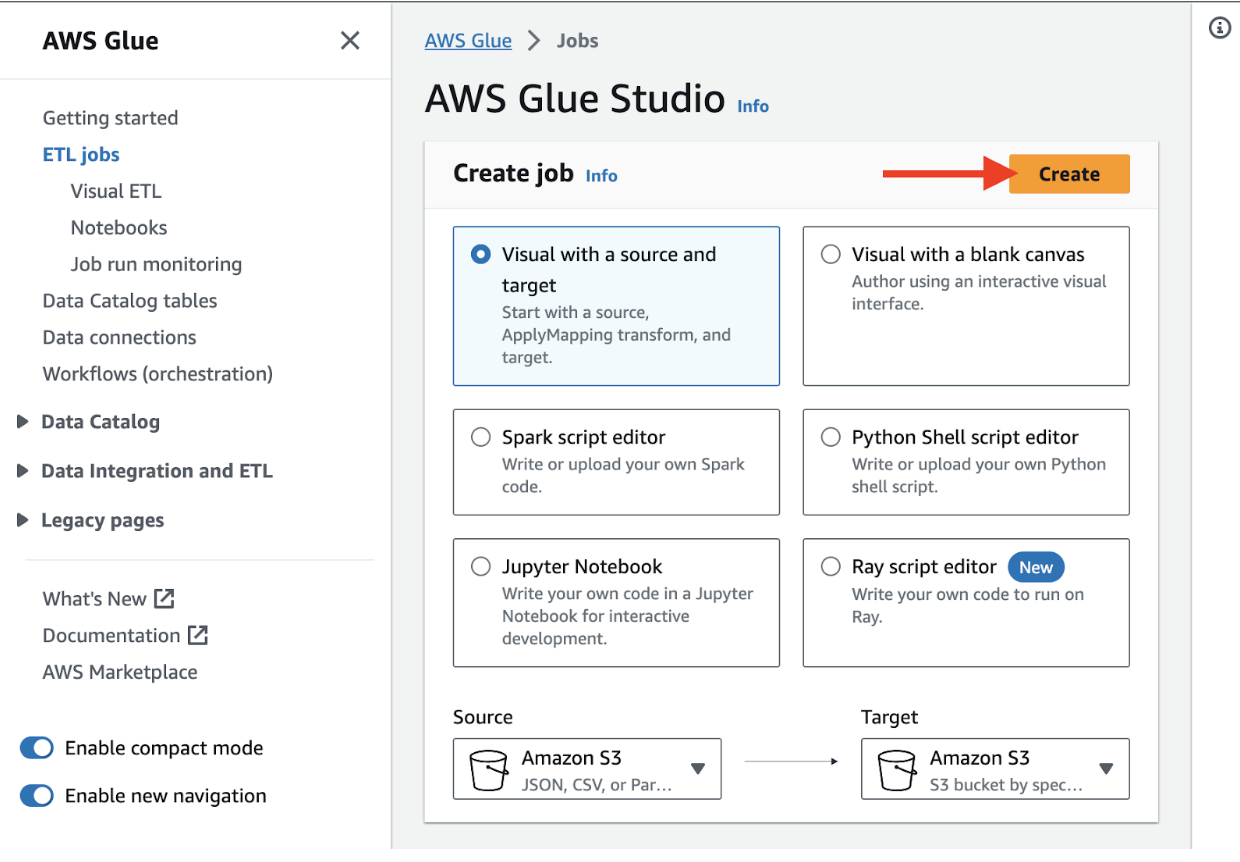 AWS Glue
Getting started
ETL jobs
Visual ETL
Notebooks
Job run monitoring
Data Catalog tables
Data connections
Workflows (orchestration)
Data Catalog
Data Integration and ETL
Legacy pages
What's New
Documentation
AWS Marketplace
Enable compact mode
Enable new navigation
AWS Glue
Jobs
AWS Glue Studio Info
Create job Info
Create
Visual with a source and
target
Start with a source,
ApplyMapping transform, and
target.
Visual with a blank canvas
Author using an interactive visual
interface.
Spark script editor
Write or upload your own Spark
code.
Python Shell script editor
Write or upload your own Python
shell script.
Jupyter Notebook
Write your own code in a Jupyter
Notebook for interactive
development.
Ray script editor New
Write your own code to run on
Ray.
Source
Amazon S3
JSON, CSV, or Par...
Target
Amazon S3
S3 bucket by spec...